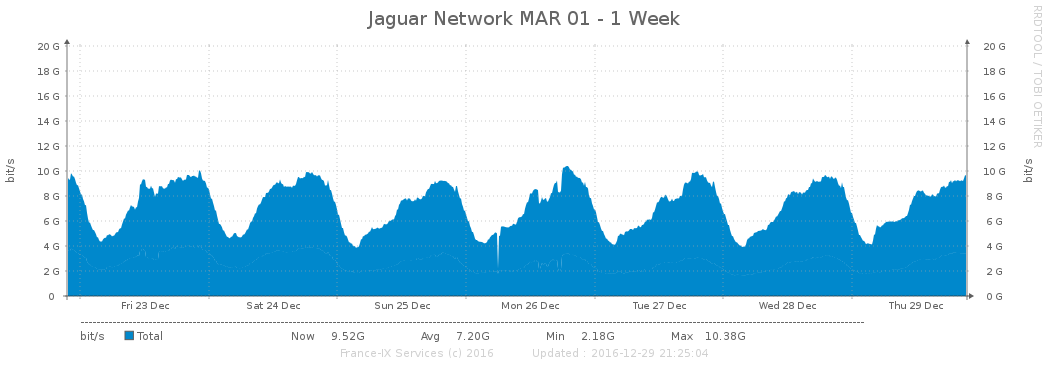 Jaguar Network MAR 01 - 1 Week
RRDTOOL / TOBI OETIKER
bit/s
bit/s
20 G 20 G
18 G 18 G
16 G 16 G
14 G 14 G
12 G 12 G
10 G 10 G
8 G 8 G
6 G 6 G
4 G 4 G
2 G 2 G
0 0 G
Fri 23 Dec Sat 24 Dec Sun 25 Dec Mon 26 Dec Tue 27 Dec Wed 28 Dec Thu 29 Dec
bit/s Total Now 9.52G Avg 7.20G Min 2.18G Max 10.38G
France-IX Services (c) 2016 Updated : 2016-12-29 21:25:04